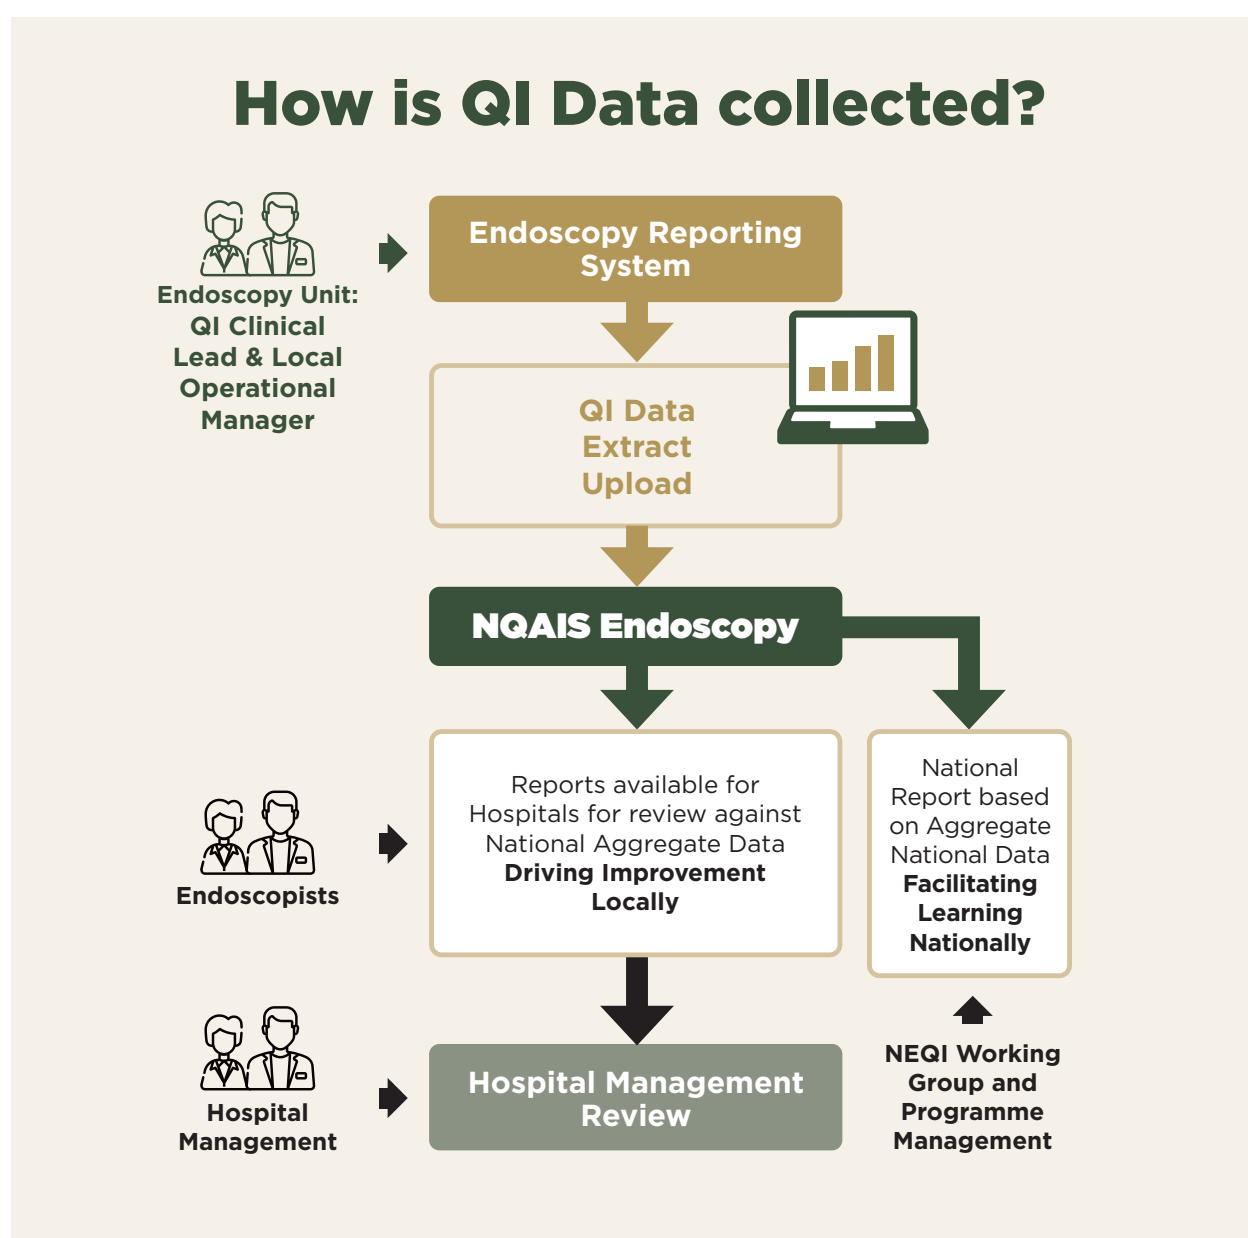 How is QI Data collected?
Endoscopy Unit:
QI Clinical
Lead & Local
Operational
Manager
Endoscopy Reporting
System
QI Data
Extract
Upload
NQAIS Endoscopy
Endoscopists
Reports available for
Hospitals for review against
National Aggregate Data
Driving Improvement
Locally
National
Report based
on Aggregate
National Data
Facilitating
Learning
Nationally
Hospital
Management
Hospital Management
Review
NEQI Working
Group and
Programme
Management